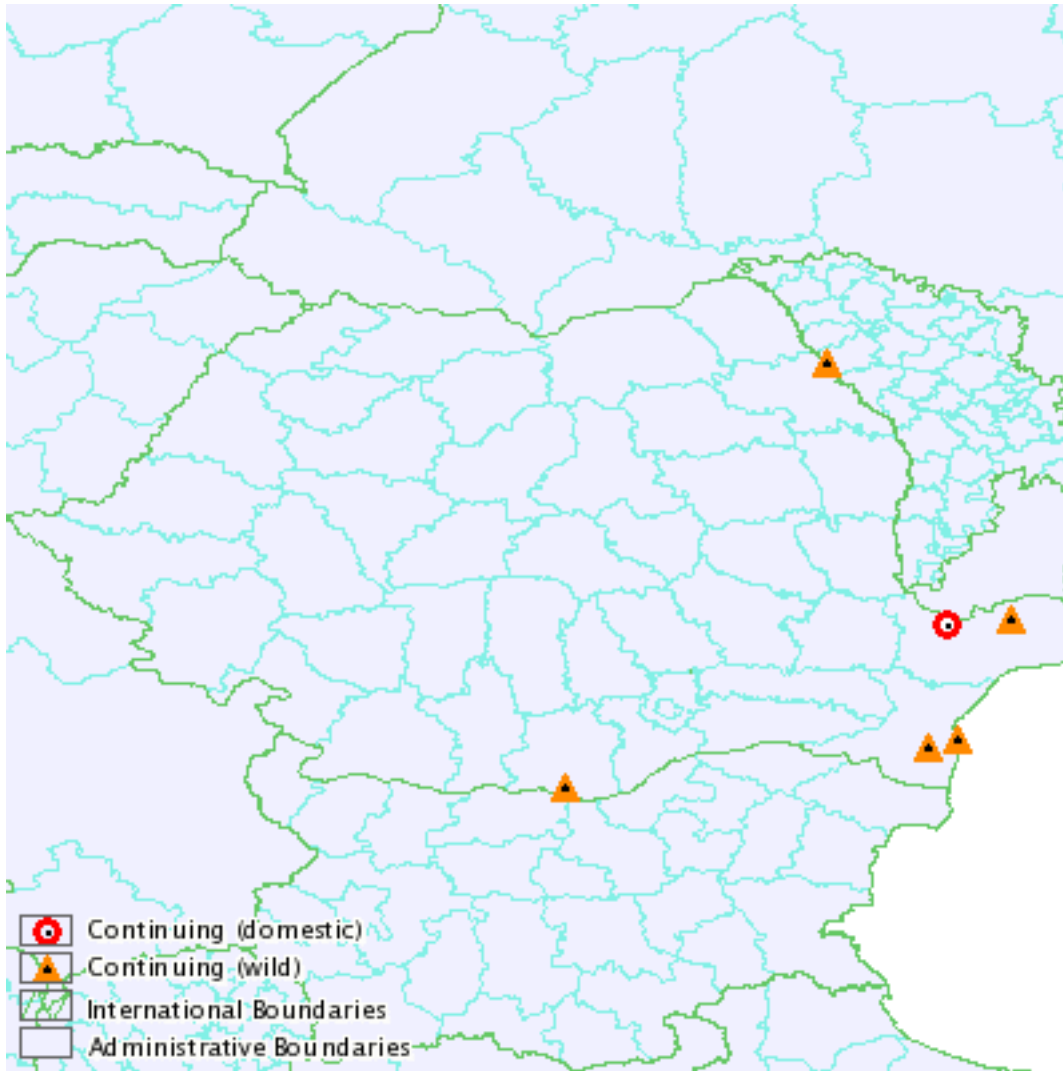 Continuing (domestic)
Continuing (wild)
International Boundaries
Administrative Boundaries